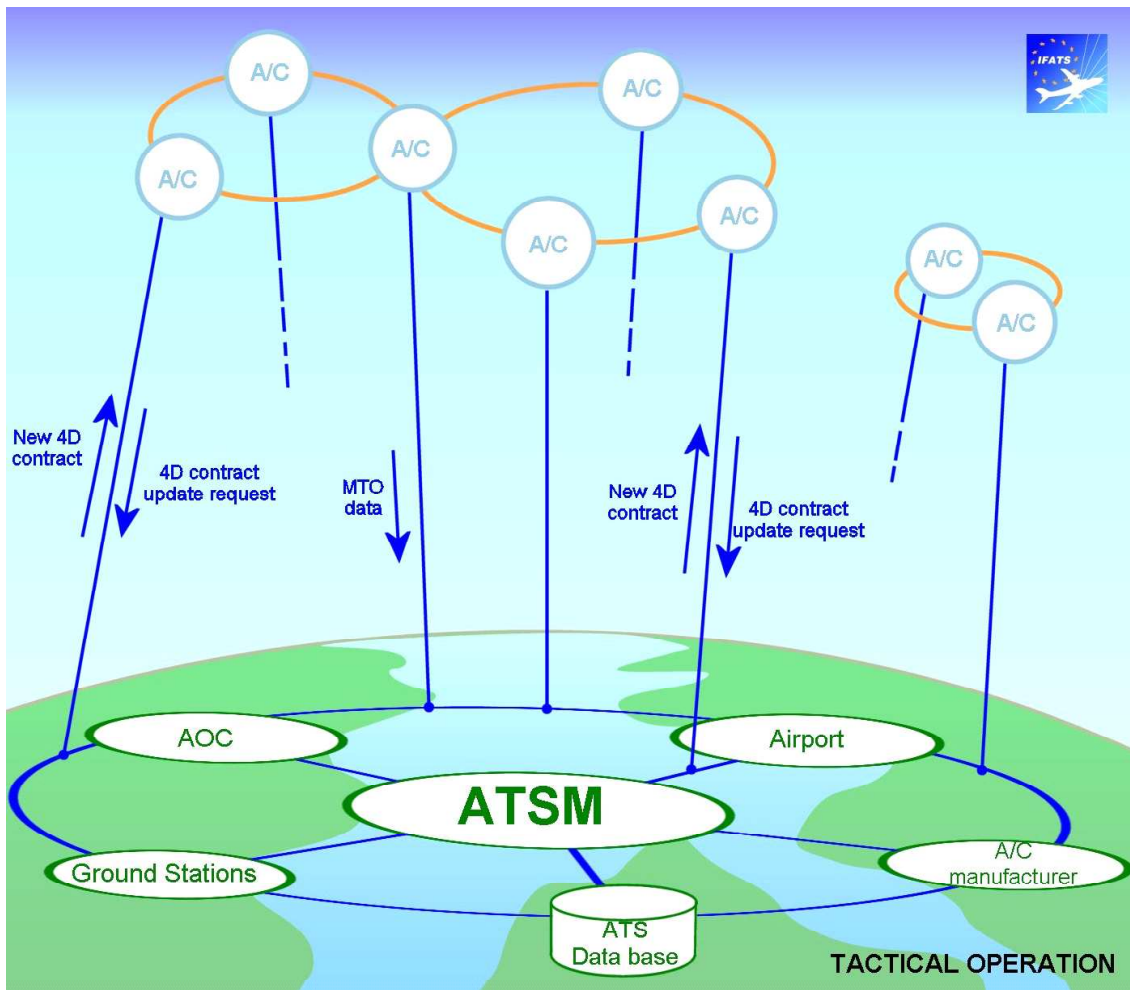 IFATS
A/C
A/C
A/C
A/C
A/C
A/C
A/C
A/C
A/C
New 4D
contract
4D contract
update request
MTO
data
New 4D
contract
4D contract
update request
AOC
Airport
ATSM
Ground Stations
A/C
manufacturer
ATS
Data base
TACTICAL OPERATION